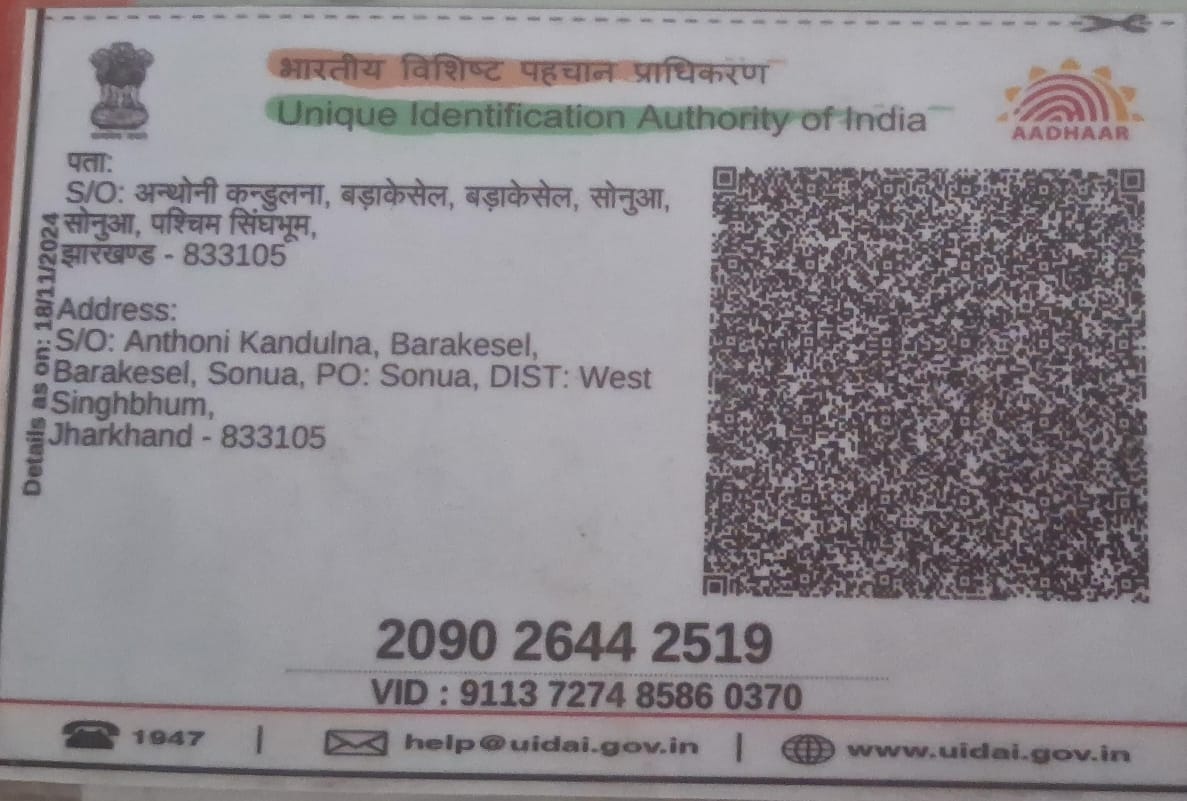 भारतीय विशिष्ट पहचान प्राधिकरण
Unique Identification Authority of India
AADHAAR
पता:
S/O: अन्थोनी कन्डुलना, बड़ाकेसेल, बड़ाकेसेल, सोनुआ,
सोनुआ, पश्चिम सिंघभूम,
झारखण्ड - 833105
Address:
S/O: Anthoni Kandulna, Barakesel,
Barakesel, Sonua, PO: Sonua, DIST: West
Singhbhum,
Jharkhand - 833105
Details as on: 18/11/2024
2090 2644 2519
VID : 9113 7274 8586 0370
1947 | help@uidai.gov.in | www.uidai.gov.in